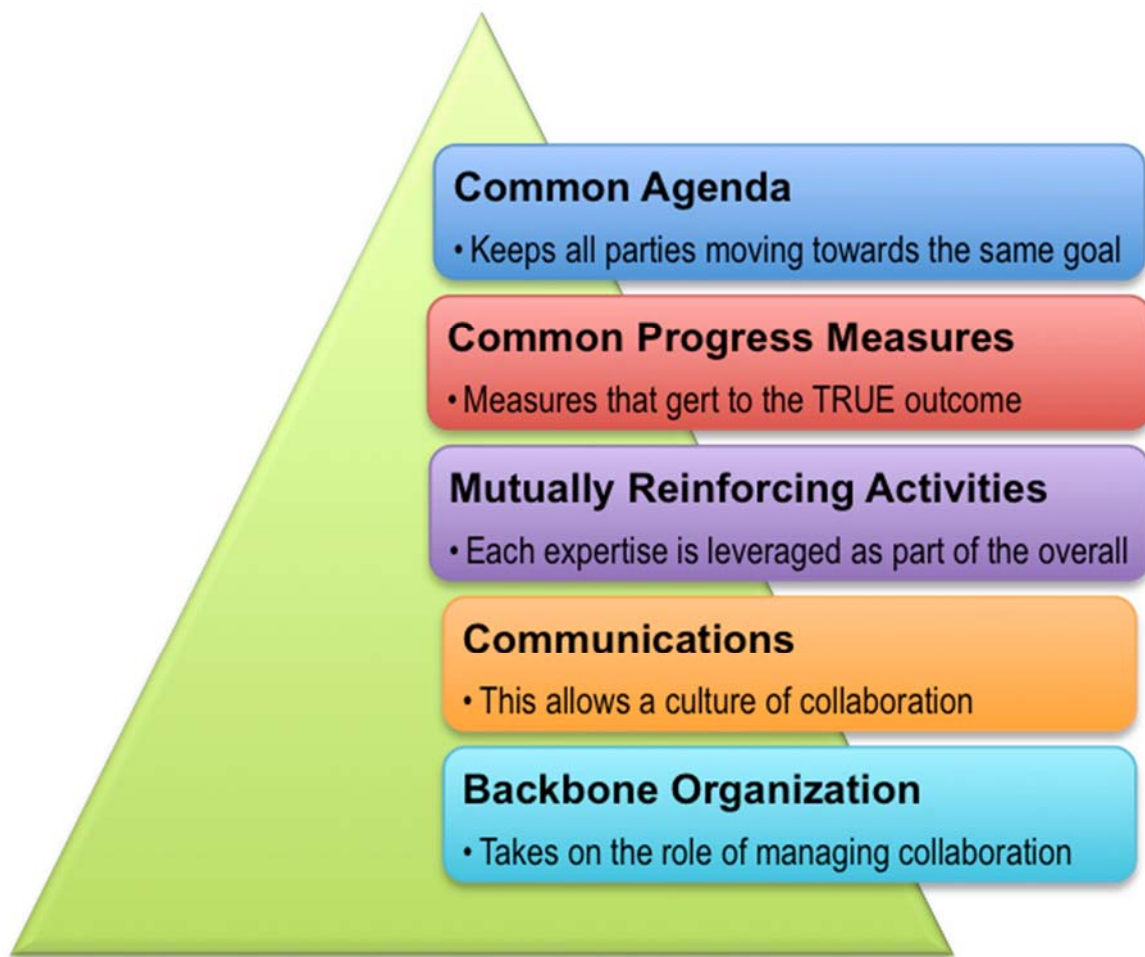 Common Agenda
• Keeps all parties moving towards the same goal
Common Progress Measures
• Measures that gert to the TRUE outcome
Mutually Reinforcing Activities
• Each expertise is leveraged as part of the overall
Communications
• This allows a culture of collaboration
Backbone Organization
• Takes on the role of managing collaboration